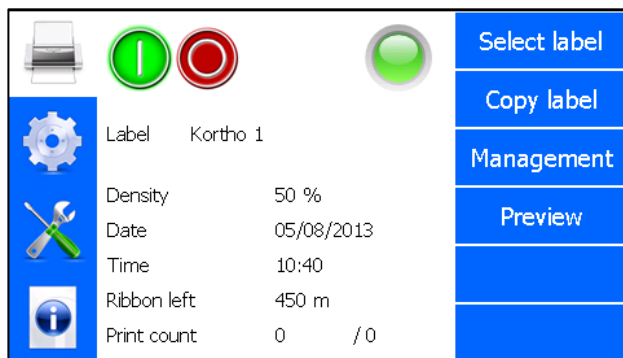 Label Kortho 1
Density 50 %
Date 05/08/2013
Time 10:40
Ribbon left 450 m
Print count 0 / 0
Select label
Copy label
Management
Preview